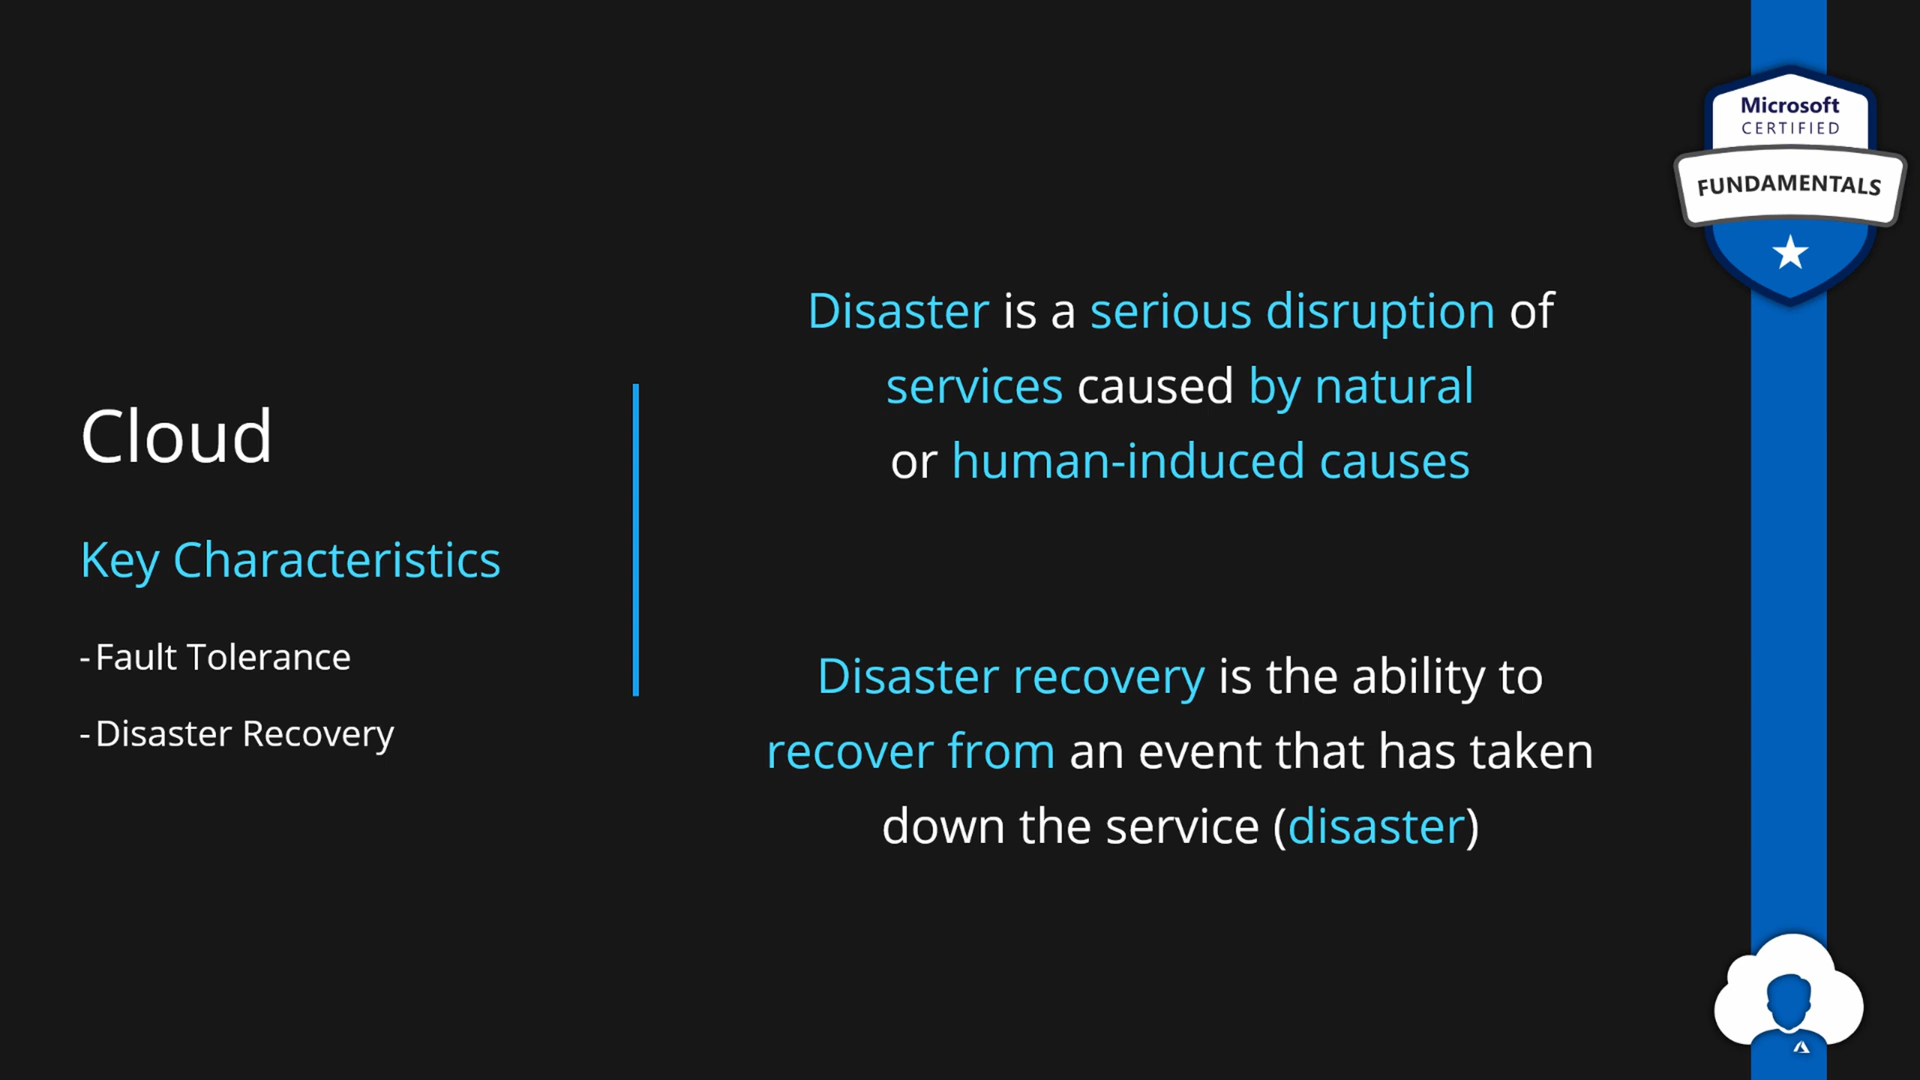 Cloud
Key Characteristics
-Fault Tolerance
-Disaster Recovery
Disaster is a serious disruption of
services caused by natural
or human-induced causes
Disaster recovery is the ability to
recover from an event that has taken
down the service (disaster)
Microsoft
CERTIFIED
FUNDAMENTALS